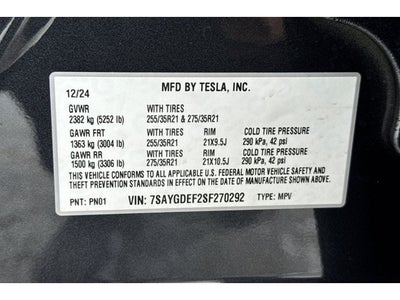 MFD BY TESLA, INC.
12/24
GVWR WITH TIRES
2382 kg (5252 lb) 255/35R21 & 275/35R21
GAWR FRT WITH TIRES RIM COLD TIRE PRESSURE
1363 kg (3004 lb) 255/35R21 21X9.5J 290 kPa, 42 psi
GAWR RR WITH TIRES RIM COLD TIRE PRESSURE
1500 kg (3306 lb) 275/35R21 21X10.5J 290 kPa, 42 psi
THIS VEHICLE CONFORMS TO ALL APPLICABLE U.S. FEDERAL MOTOR VEHICLE SAFETY AND
THEFT PREVENTION STANDARDS IN EFFECT ON THE DATE OF MANUFACTURE SHOWN ABOVE.
PNT: PN01 VIN: 7SAYGDEF2SF270292 TYPE: MPV